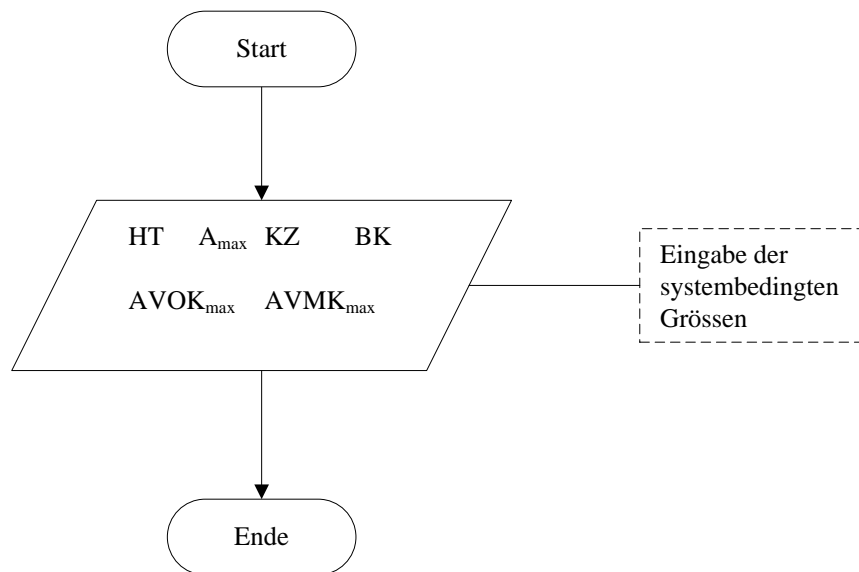 Start
HT A_max KZ BK
AVOK_max AVMK_max
Eingabe der
systembedingten
Grössen
Ende